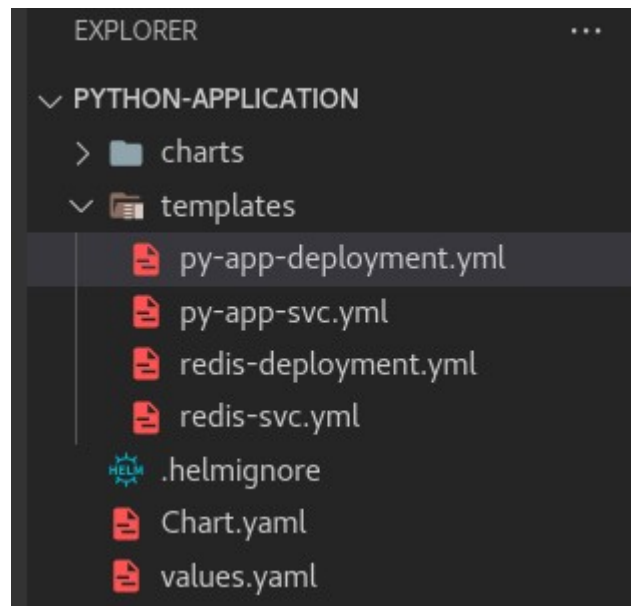 EXPLORER ...
PYTHON-APPLICATION
charts
templates
py-app-deployment.yml
py-app-svc.yml
redis-deployment.yml
redis-svc.yml
HELM .helmignore
Chart.yaml
values.yaml